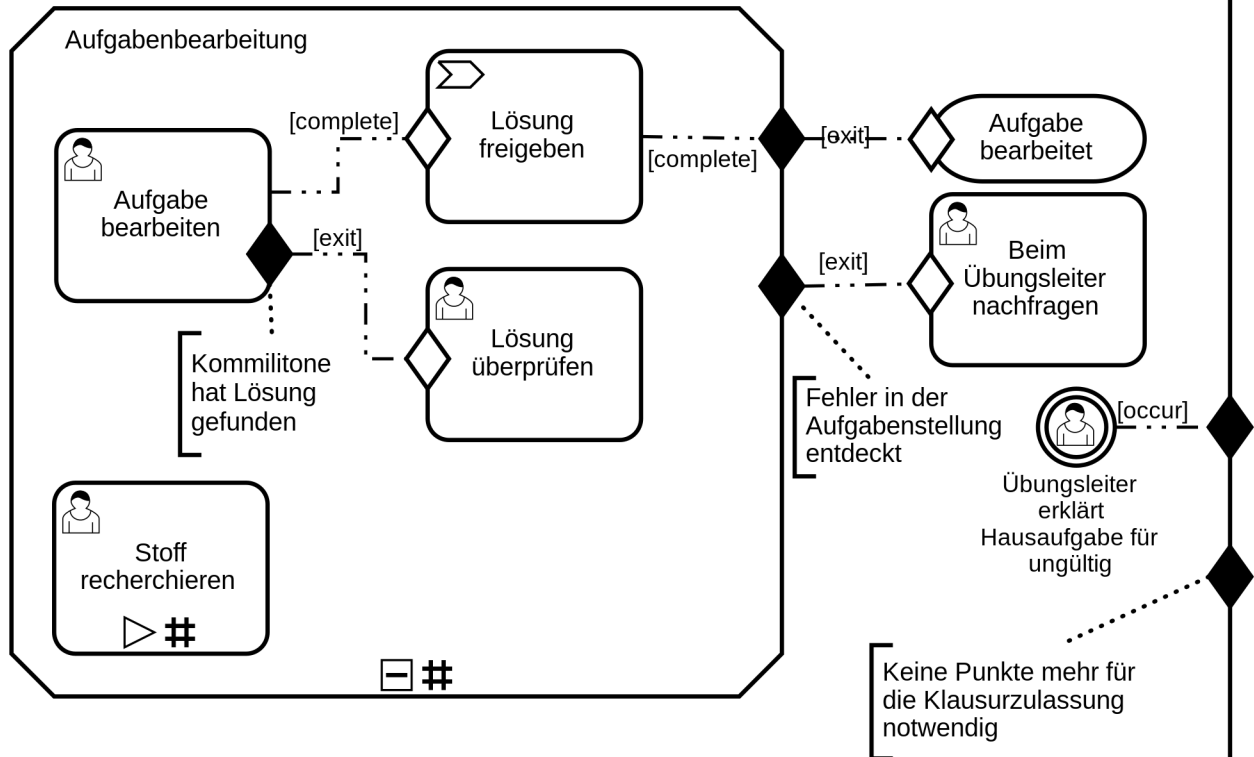 Aufgabenbearbeitung
[complete]
Lösung
freigeben
[complete]
[exit]
Aufgabe
bearbeitet
Aufgabe
bearbeiten
[exit]
Lösung
überprüfen
[exit]
Beim
Übungsleiter
nachfragen
Kommilitone
hat Lösung
gefunden
Fehler in der
Aufgabenstellung
entdeckt
[occur]
Übungsleiter
erklärt
Hausaufgabe für
ungültig
Stoff
recherchieren
Keine Punkte mehr für
die Klausurzulassung
notwendig